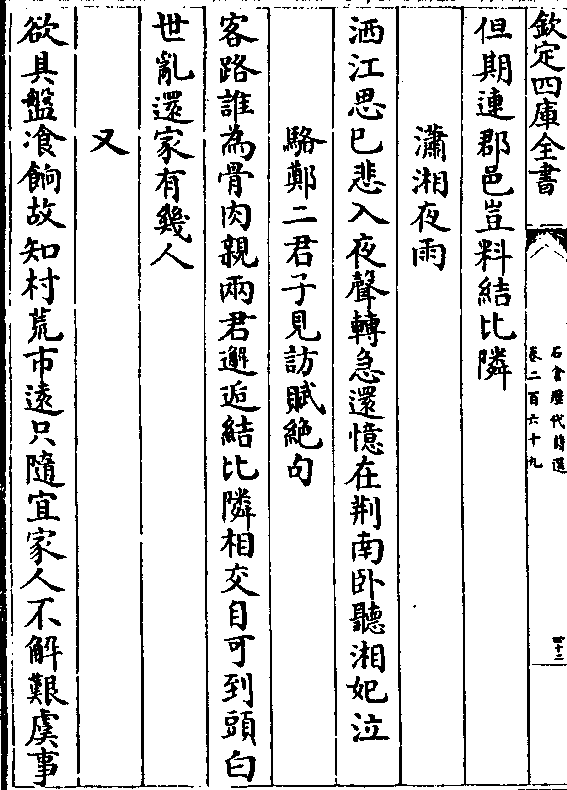 欽定四庫全書
石倉歷代詩選
卷二百六十九
四十二
但期連郡邑豈料結比隣
瀟湘夜雨
洒江思已悲入夜聲轉急還憶在荆南卧聽湘妃泣
駱鄭二君子見訪賦絶句
客路誰為骨肉親兩君邂逅結比隣相交自可到頭白
世亂還家有幾人
又
欲具盤飡餉故知村荒市遠只隨宜家人不解艱虞事